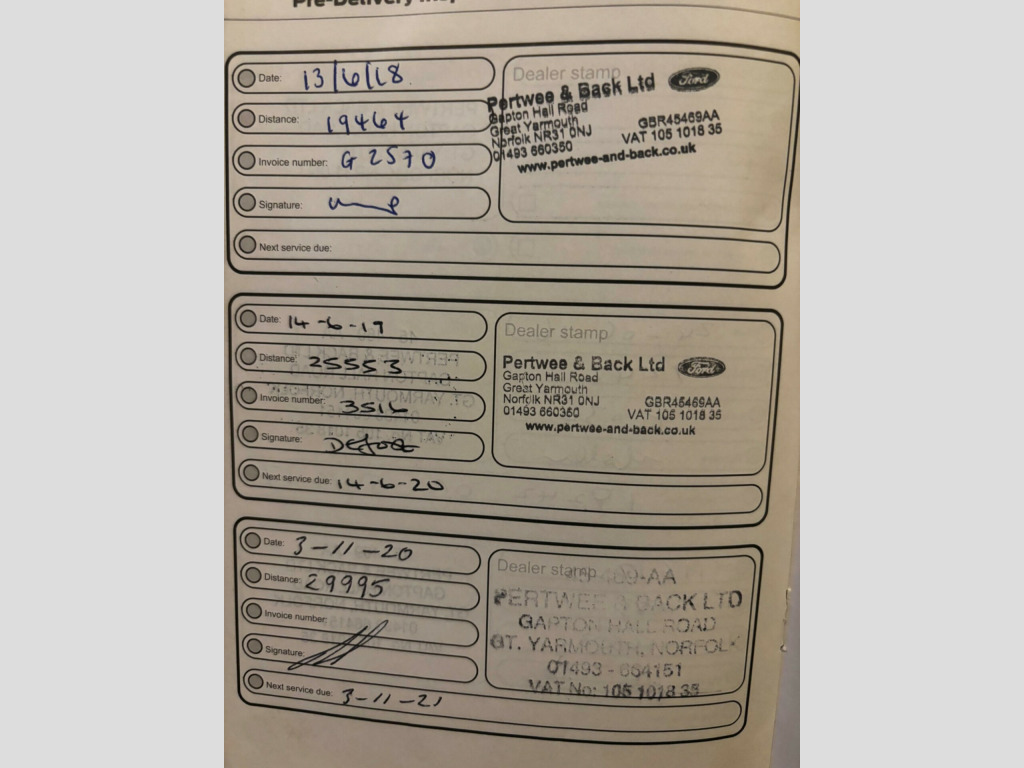 Pre-Delivery
Date: 13/6/18
Distance: 19464
Invoice number: G 2570
Signature:
Next service due:
Dealer stamp
Pertwee & Back Ltd Ford
Gapton Hall Road
Great Yarmouth GBR45469AA
Norfolk NR31 0NJ VAT 105 1018 35
01493 660350
www.pertwee-and-back.co.uk
Date: 14-6-19
Distance: 25553
Invoice number: 3516
Signature:
Next service due: 14-6-20
Dealer stamp
Pertwee & Back Ltd Ford
Gapton Hall Road
Great Yarmouth
Norfolk NR31 0NJ GBR45469AA
01493 660350 VAT 105 1018 35
www.pertwee-and-back.co.uk
Date: 3-11-20
Distance: 29995
Invoice number:
Signature:
Next service due: 3-11-21
Dealer stamp
469-AA
PERTWEE & BACK LTD
GAPTON HALL ROAD
GT. YARMOUTH, NORFOLK
01493 - 664151
VAT No: 105 1018 35